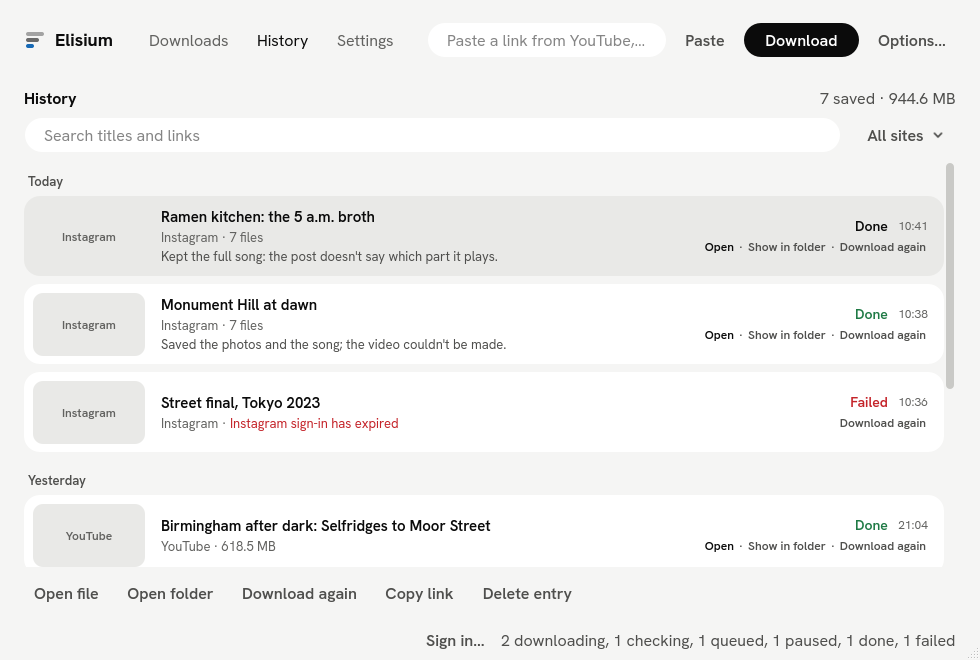 Elisium Downloads History Settings Paste a link from YouTube,... Paste Download Options...
History 7 saved · 944.6 MB
Search titles and links All sites
Today
Instagram
Ramen kitchen: the 5 a.m. broth
Instagram · 7 files
Kept the full song: the post doesn't say which part it plays.
Done 10:41
Open · Show in folder · Download again
Instagram
Monument Hill at dawn
Instagram · 7 files
Saved the photos and the song; the video couldn't be made.
Done 10:38
Open · Show in folder · Download again
Instagram
Street final, Tokyo 2023
Instagram · Instagram sign-in has expired
Failed 10:36
Download again
Yesterday
YouTube
Birmingham after dark: Selfridges to Moor Street
YouTube · 618.5 MB
Done 21:04
Open · Show in folder · Download again
Open file Open folder Download again Copy link Delete entry
Sign in... 2 downloading, 1 checking, 1 queued, 1 paused, 1 done, 1 failed